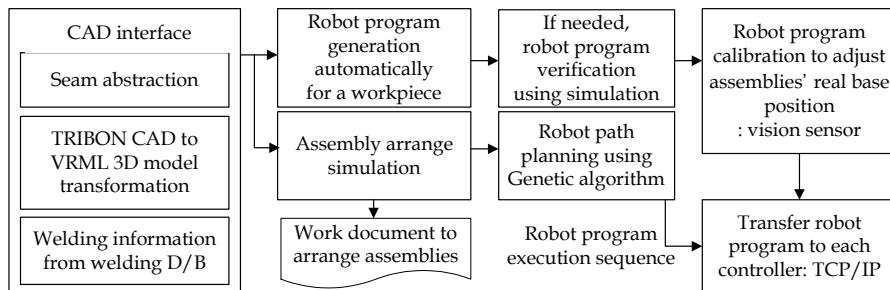 CAD interface
Seam abstraction
TRIBON CAD to
VRML 3D model
transformation
Welding information
from welding D/B
Robot program
generation
automatically
for a workpiece
If needed,
robot program
verification
using simulation
Robot program
calibration to adjust
assemblies' real base
position
: vision sensor
Assembly arrange
simulation
Robot path
planning using
Genetic algorithm
Work document to
arrange assemblies
Robot program
execution sequence
Transfer robot
program to each
controller: TCP/IP